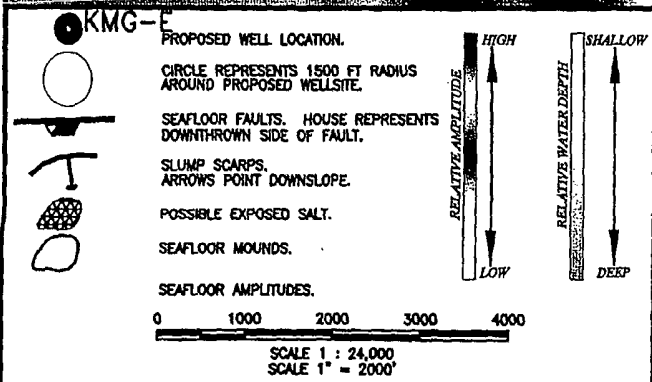 KMG-E
PROPOSED WELL LOCATION.
CIRCLE REPRESENTS 1500 FT RADIUS
AROUND PROPOSED WELLSITE.
SEAFLOOR FAULTS. HOUSE REPRESENTS
DOWNTHROWN SIDE OF FAULT.
SLUMP SCARPS.
ARROWS POINT DOWNSLOPE.
POSSIBLE EXPOSED SALT.
SEAFLOOR MOUNDS.
SEAFLOOR AMPLITUDES.
HIGH
RELATIVE AMPLITUDE
LOW
SHALLOW
RELATIVE WATER DEPTH
DEEP
0 1000 2000 3000 4000
SCALE 1 : 24,000
SCALE 1" = 2000'